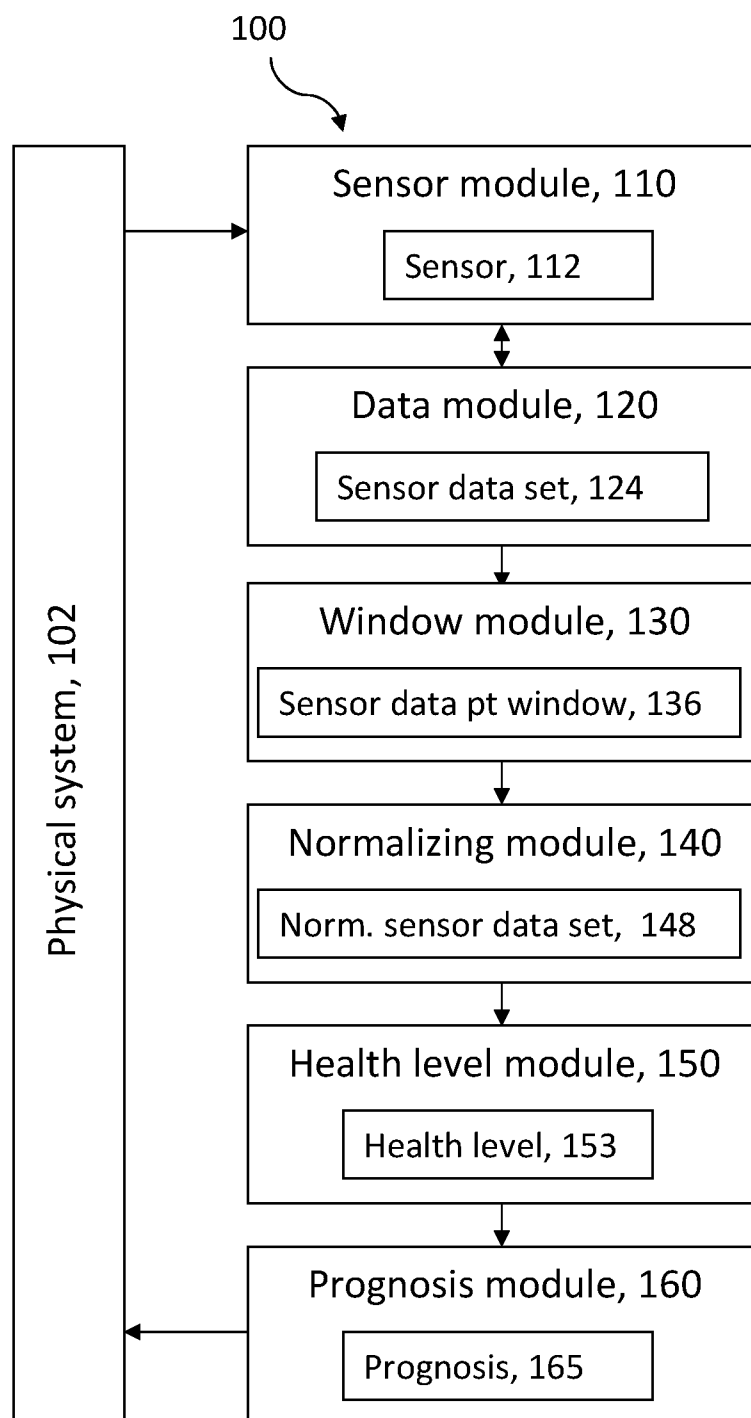 100
Sensor module, 110
Sensor, 112
Data module, 120
Sensor data set, 124
Window module, 130
Sensor data pt window, 136
Physical system, 102
Normalizing module, 140
Norm. sensor data set, 148
Health level module, 150
Health level, 153
Prognosis module, 160
Prognosis, 165